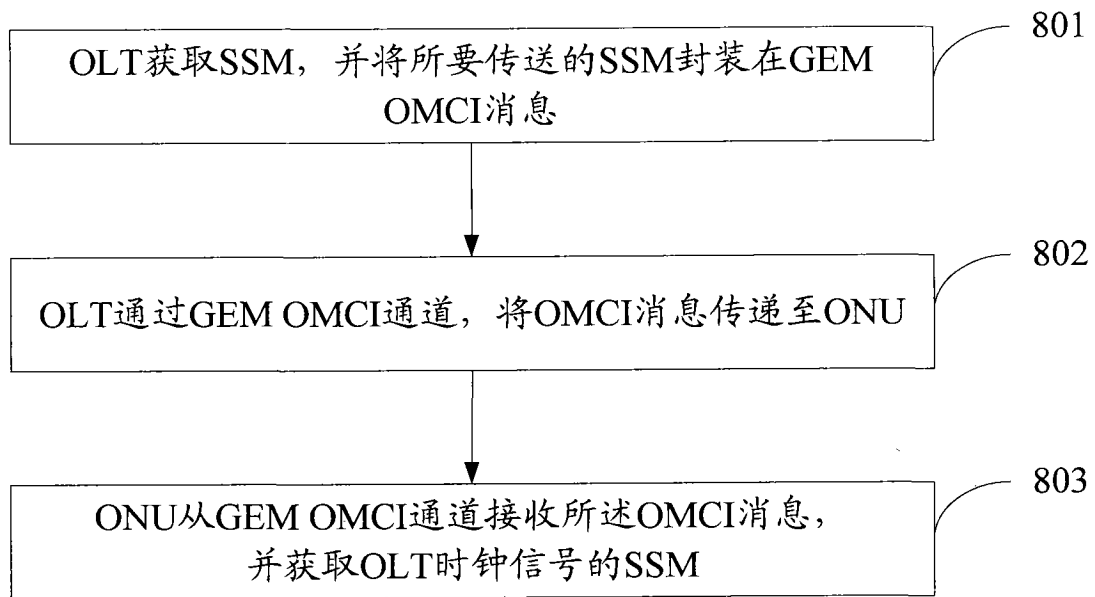 801
OLT获取SSM，并将所要传送的SSM封装在GEM
OMCI消息
802
OLT通过GEM OMCI通道，将OMCI消息传递至ONU
803
ONU从GEM OMCI通道接收所述OMCI消息，
并获取OLT时钟信号的SSM